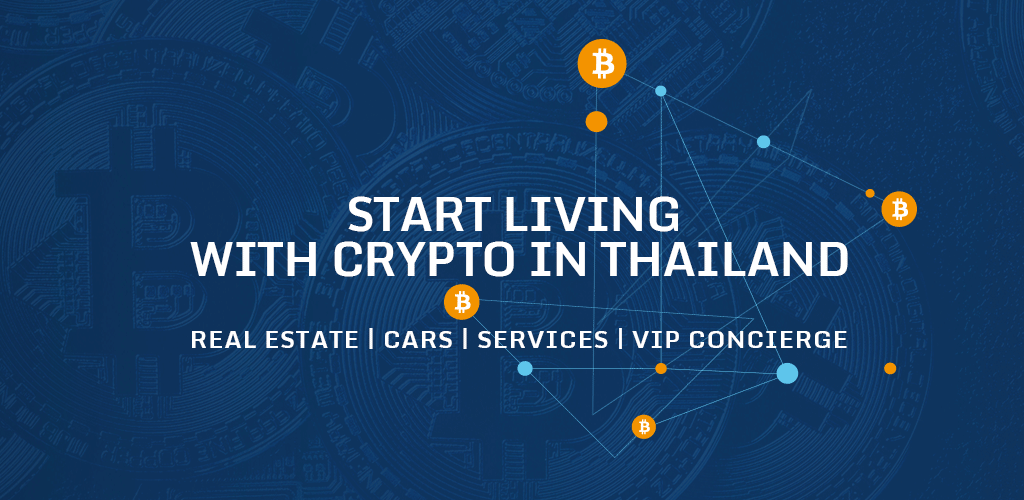 START LIVING
WITH CRYPTO IN THAILAND
REAL ESTATE | CARS | SERVICES | VIP CONCIERGE